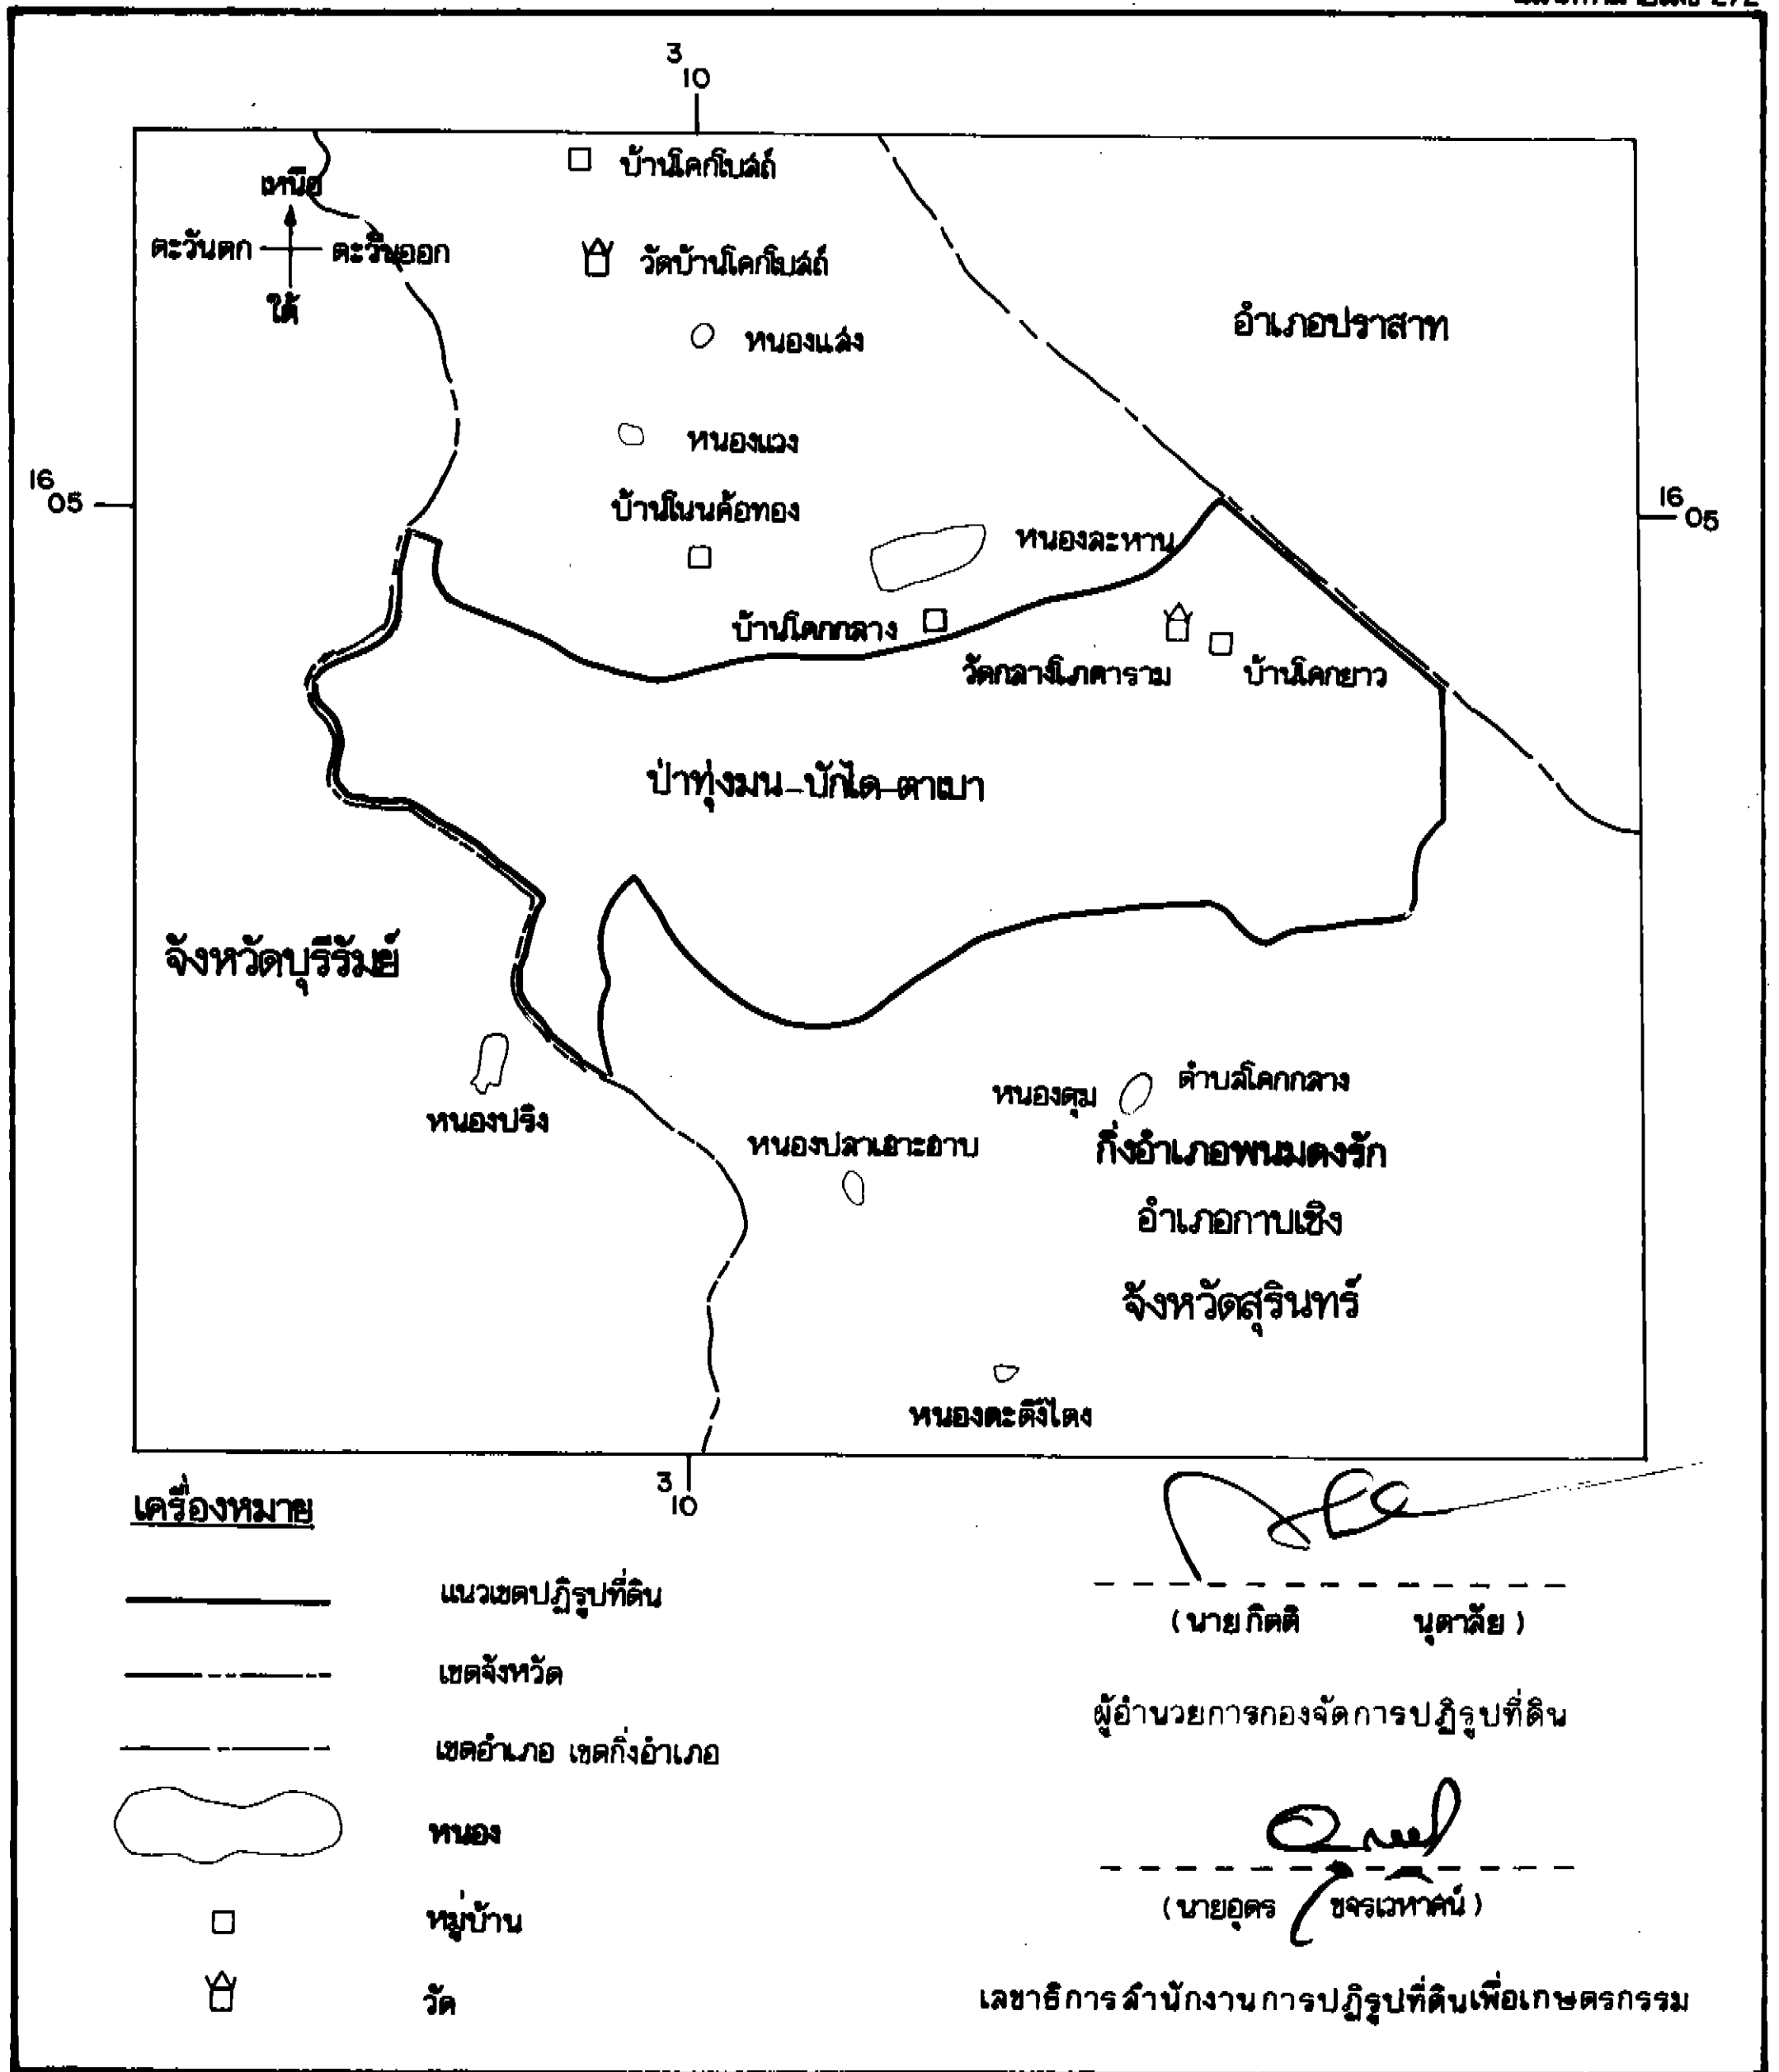 3
10
บ้านโคกโบสถ์
เหนือ
ตะวันตก ตะวันออก
ใต้
วัดบ้านโคกโบสถ์
หนองแสง
อำเภอปราสาท
หนองแวง
16
05
บ้านโนนค้อทอง
16
05
หนองละหาน
บ้านโคกกลาง
วัดกลางโภคาราม
บ้านโคกยาว
ป่าทุ่งมน-บักได-ตาเบา
จังหวัดบุรีรัมย์
หนองปริง
หนองตุม
ตำบลโคกกลาง
หนองปลาเฮาะฮาบ
กิ่งอำเภอพนมดงรัก
อำเภอกาบเชิง
จังหวัดสุรินทร์
3
10
เครื่องหมาย
แนวเขตปฏิรูปที่ดิน
เขตจังหวัด
เขตอำเภอ เขตกิ่งอำเภอ
หนอง
หมู่บ้าน
วัด
(นายกิตติ นุตาลัย)
ผู้อำนวยการกองจัดการปฏิรูปที่ดิน
(นายอุดร ขจรเวหาศน์)
เลขาธิการสำนักงานการปฏิรูปที่ดินเพื่อเกษตรกรรม